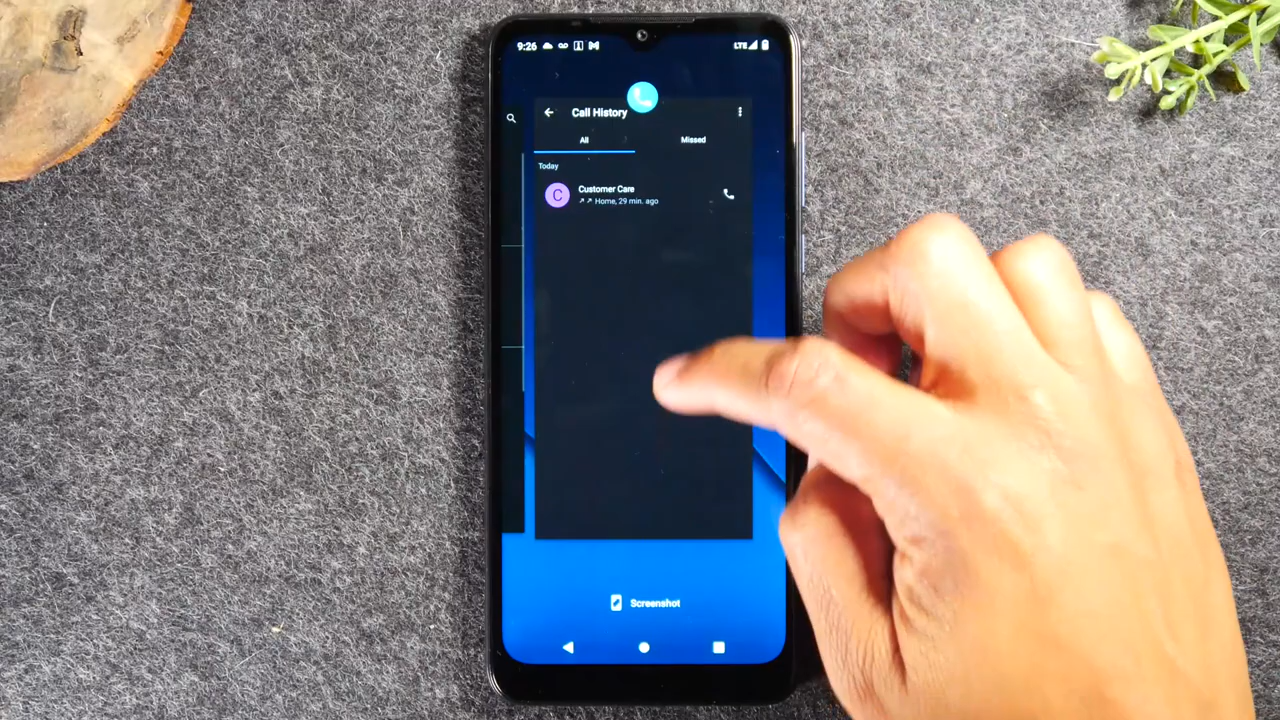 9:26
LTE
Call History
All Missed
Today
C
Customer Care
Home, 29 min. ago
Screenshot